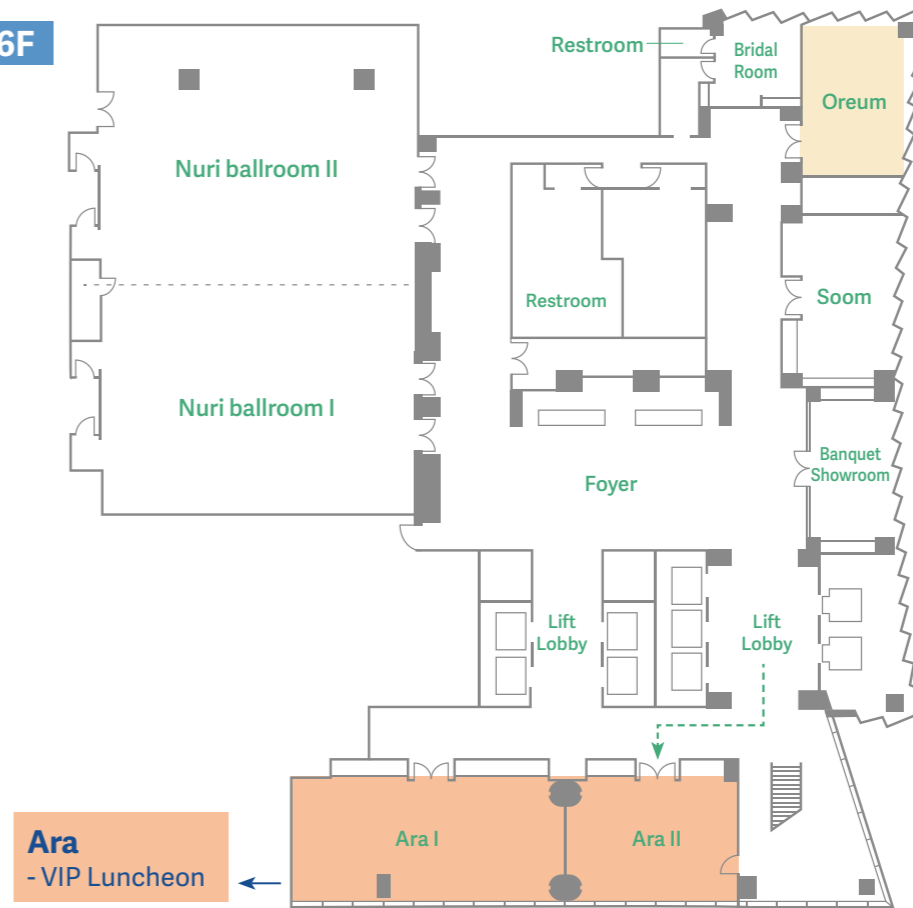 6F
Restroom
Bridal
Room
Oreum
Nuri ballroom II
Soom
Restroom
Nuri ballroom I
Banquet
Showroom
Foyer
Lift
Lobby
Lift
Lobby
Ara I
Ara II
Ara
- VIP Luncheon